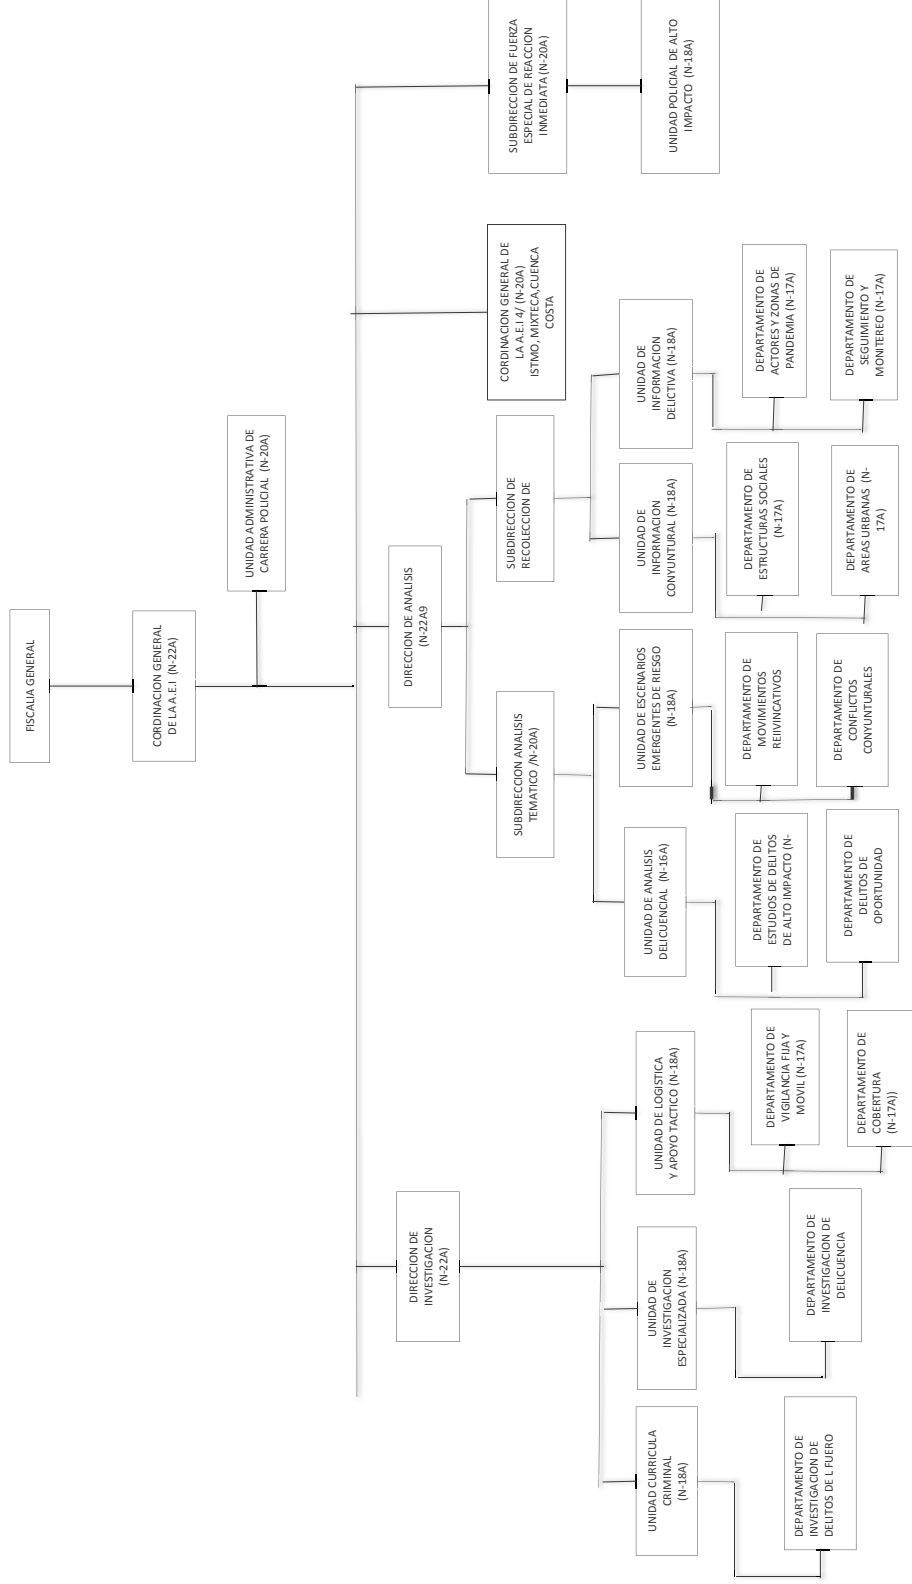 FISCALIA GENERAL
CORDINACION GENERAL
DE LA A.E.I (N-22A)
UNIDAD ADMINISTRATIVA DE
CARRERA POLICIAL (N-20A)
DIRECCION DE
INVESTIGACION
(N-22A)
DIRECCION DE ANALISIS
(N-22A9
CORDINACION GENERAL DE
LA A.E.I 4/ (N-20A)
ISTMO, MIXTECA,CUENCA
COSTA
SUBDIRECCION DE FUERZA
ESPECIAL DE REACCION
INMEDIATA (N-20A)
SUBDIRECCION ANALISIS
TEMATICO /N-20A)
SUBDIRECCION DE
RECOLECCION DE
UNIDAD CURRICULA
CRIMINAL
(N-18A)
UNIDAD DE
INVESTIGACION
ESPECIALIZADA (N-18A)
UNIDAD DE LOGISTICA
Y APOYO TACTICO (N-18A)
UNIDAD DE ANALISIS
DELICUENCIAL (N-16A)
UNIDAD DE ESCENARIOS
EMERGENTES DE RIESGO
(N-18A)
UNIDAD DE
INFORMACION
CONYUNTURAL (N-18A)
UNIDAD DE
INFORMACION
DELICTIVA (N-18A)
UNIDAD POLICIAL DE ALTO
IMPACTO (N-18A)
DEPARTAMENTO DE
INVESTIGACION DE
DELITOS DE L FUERO
DEPARTAMENTO DE
INVESTIGACION DE
DELICUENCIA
DEPARTAMENTO DE
VIGILANCIA FIJA Y
MOVIL (N-17A)
DEPARTAMENTO DE
ESTUDIOS DE DELITOS
DE ALTO IMPACTO (N-
DEPARTAMENTO DE
MOVIMIENTOS
REIIVINCATIVOS
DEPARTAMENTO DE
ESTRUCTURAS SOCIALES
(N-17A)
DEPARTAMENTO DE
ACTORES Y ZONAS DE
PANDEMIA (N-17A)
DEPARTAMENTO DE
COBERTURA
(N-17A))
DEPARTAMENTO DE
DELITOS DE
OPORTUNIDAD
DEPARTAMENTO DE
CONFLICTOS
CONYUNTURALES
DEPARTAMENTO DE
AREAS URBANAS (N-
17A)
DEPARTAMENTO DE
SEGUIMIENTO Y
MONITEREO (N-17A)